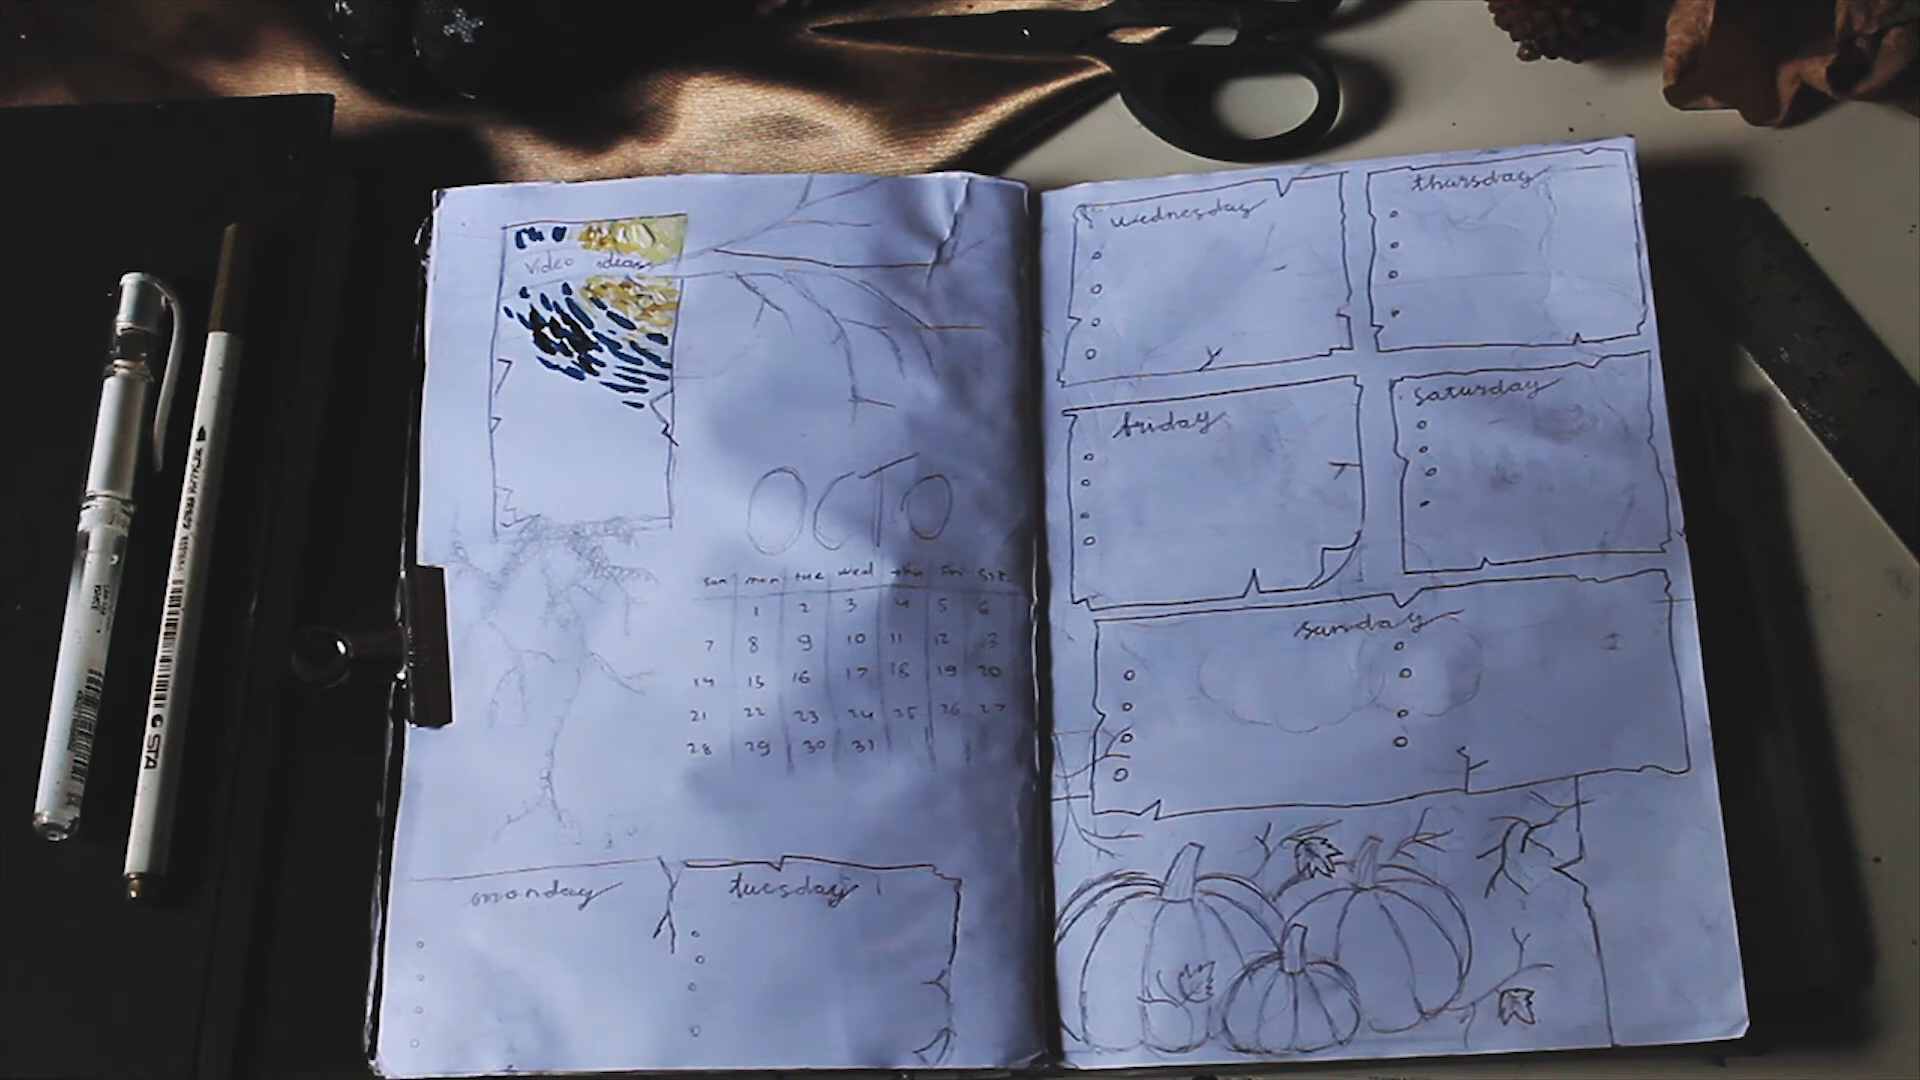 video ideas
OCTO
sun mon tue wed thu fri sat
1 2 3 4 5 6
7 8 9 10 11 12 13
14 15 16 17 18 19 20
21 22 23 24 25 26 27
28 29 30 31
monday
tuesday
wednesday
thursday
friday
saturday
sunday
STA